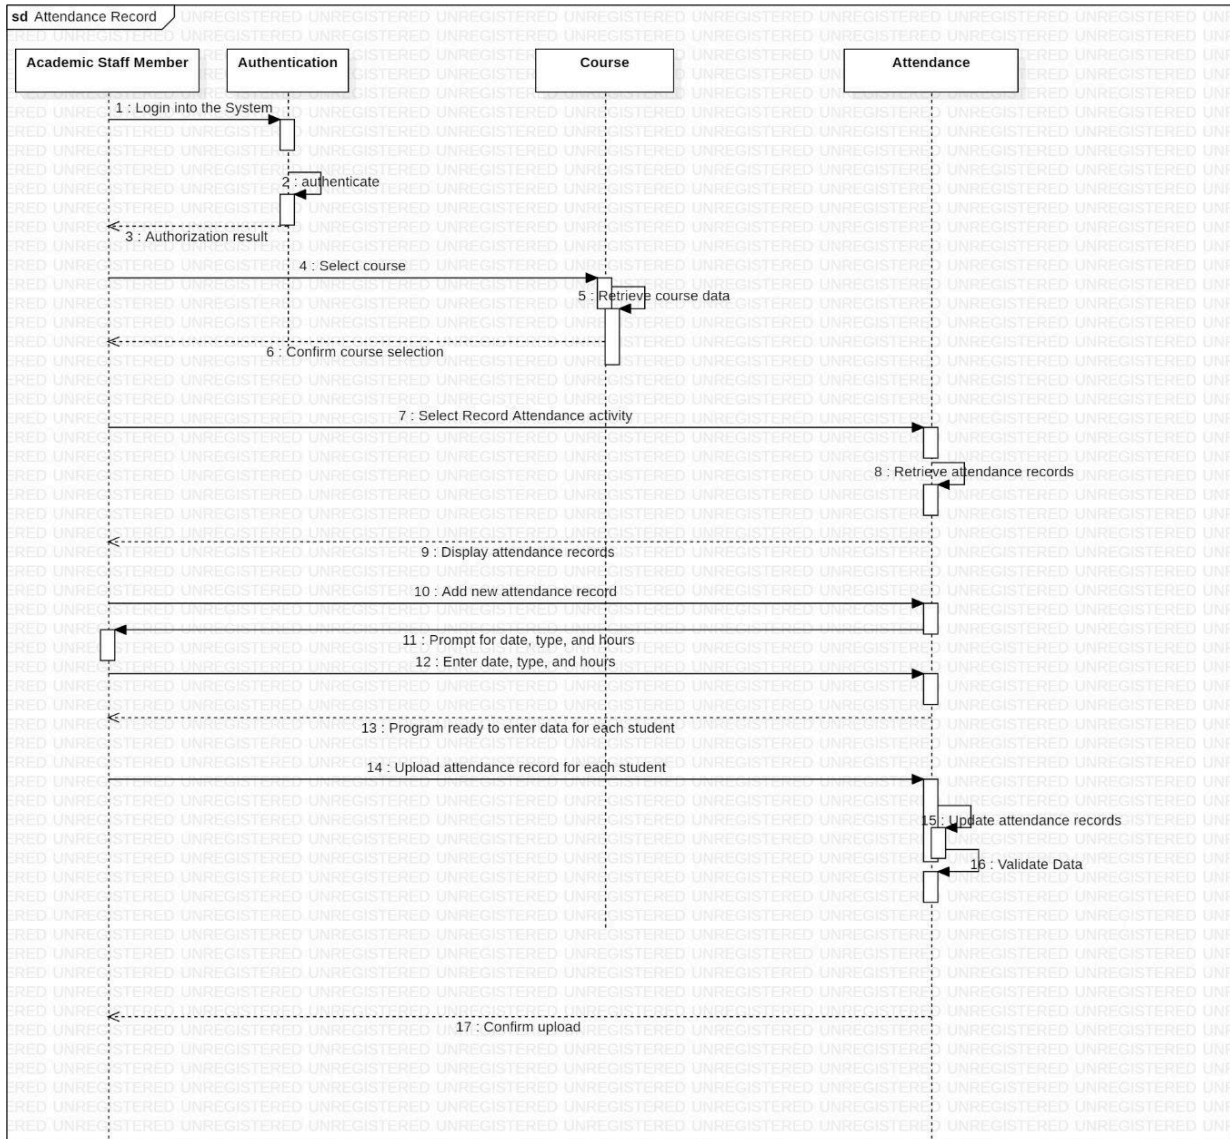 sd Attendance Record
Academic Staff Member
Authentication
Course
Attendance
1 : Login into the System
2 : authenticate
3 : Authorization result
4 : Select course
5 : Retrieve course data
6 : Confirm course selection
7 : Select Record Attendance activity
8 : Retrieve attendance records
9 : Display attendance records
10 : Add new attendance record
11 : Prompt for date, type, and hours
12 : Enter date, type, and hours
13 : Program ready to enter data for each student
14 : Upload attendance record for each student
15 : Update attendance records
16 : Validate Data
17 : Confirm upload
UNREGISTERED